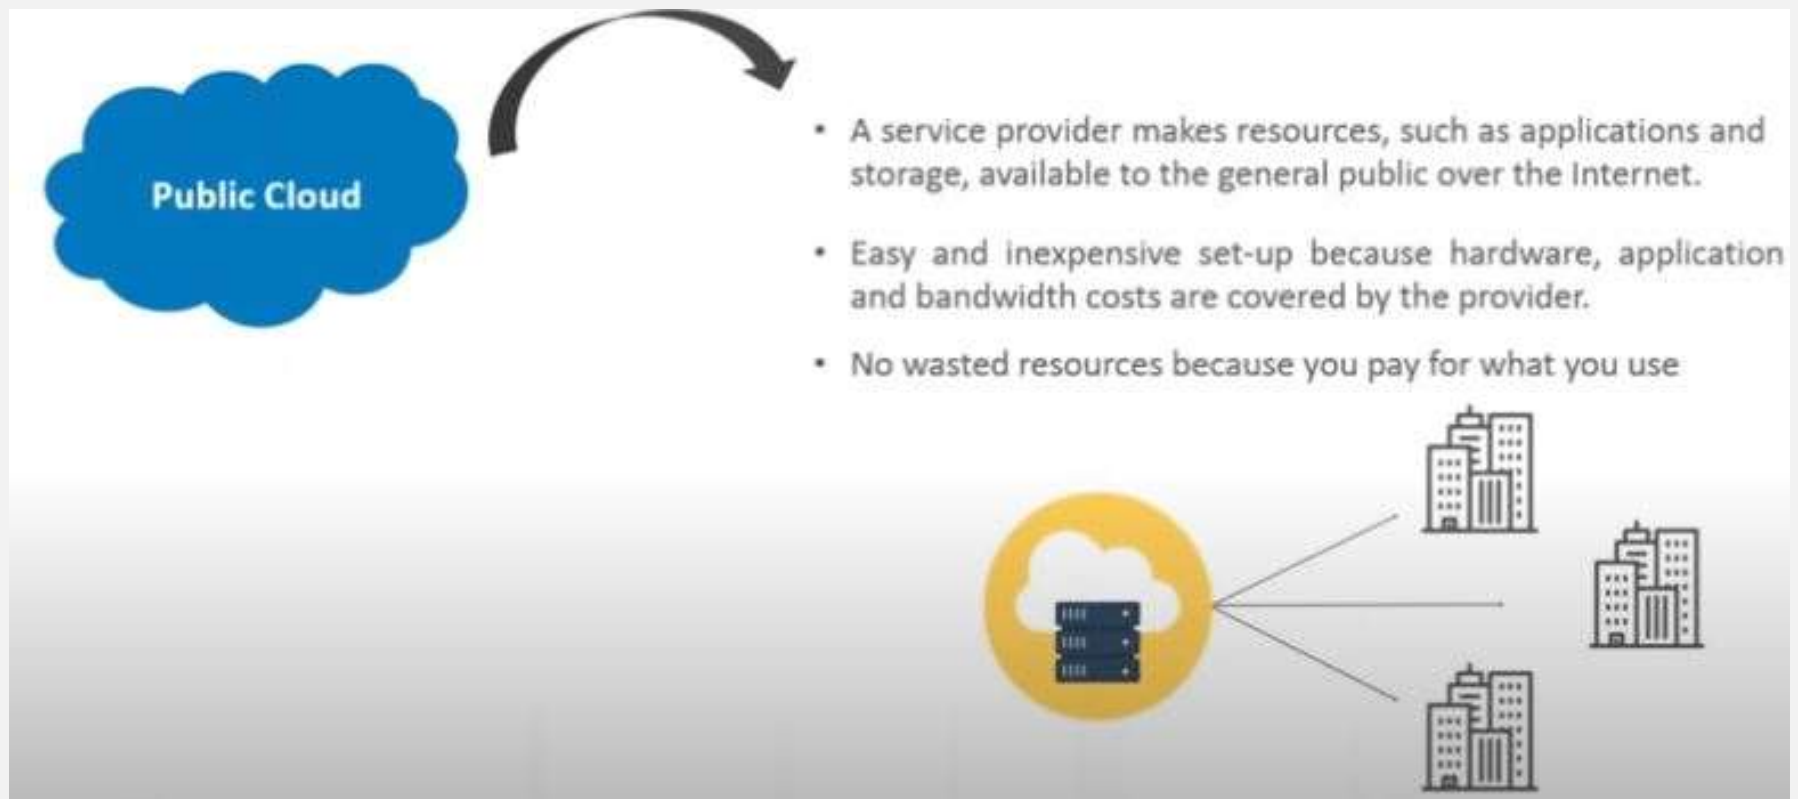 Public Cloud
• A service provider makes resources, such as applications and
storage, available to the general public over the Internet.
• Easy and inexpensive set-up because hardware, application
and bandwidth costs are covered by the provider.
• No wasted resources because you pay for what you use